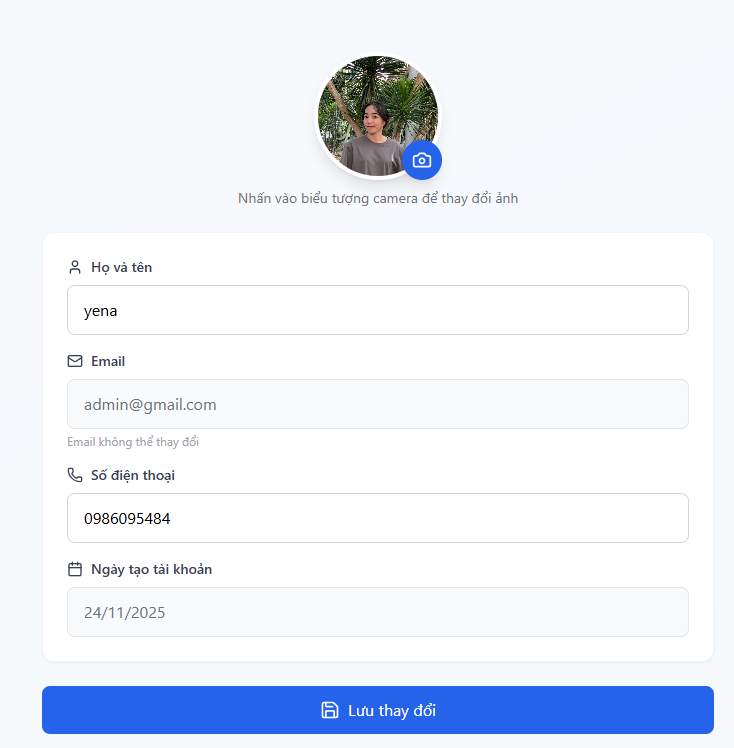 Nhấn vào biểu tượng camera để thay đổi ảnh
Họ và tên
yena
Email
admin@gmail.com
Email không thể thay đổi
Số điện thoại
0986095484
Ngày tạo tài khoản
24/11/2025
Lưu thay đổi